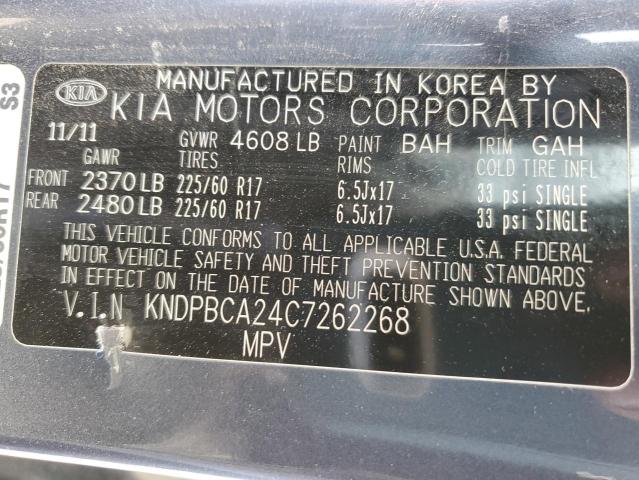 S3
KIA
MANUFACTURED IN KOREA BY
KIA MOTORS CORPORATION
11/11 GVWR 4608 LB PAINT BAH TRIM GAH
GAWR TIRES RIMS COLD TIRE INFL
FRONT 2370 LB 225/60 R17 6.5Jx17 33 psi SINGLE
REAR 2480 LB 225/60 R17 6.5Jx17 33 psi SINGLE
THIS VEHICLE CONFORMS TO ALL APPLICABLE U.S.A. FEDERAL
MOTOR VEHICLE SAFETY AND THEFT PREVENTION STANDARDS
IN EFFECT ON THE DATE OF MANUFACTURE SHOWN ABOVE,
V.I.N KNDPBCA24C7262268
MPV